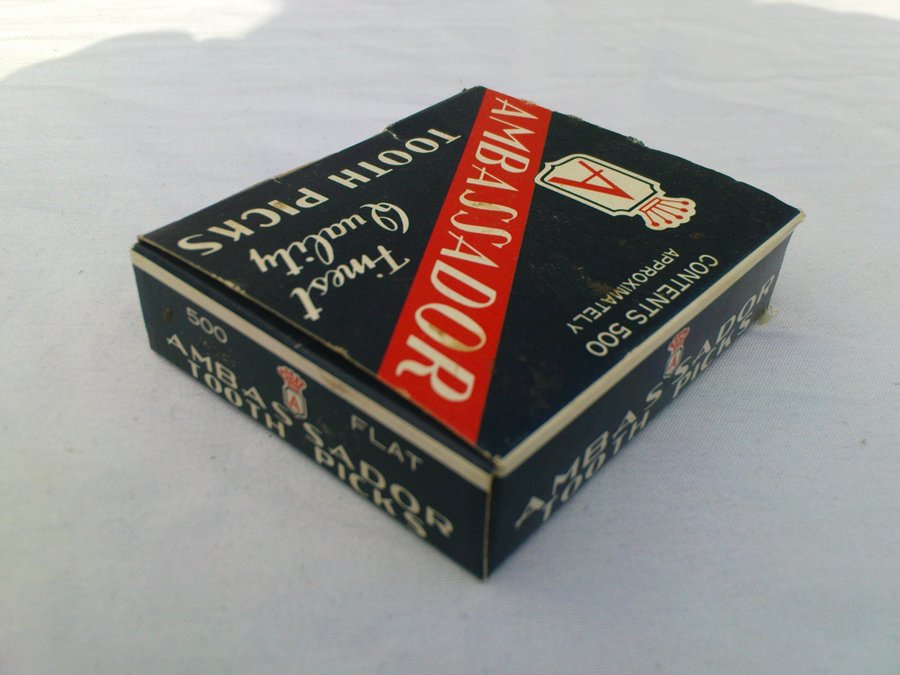 AMBASSADOR
A
Finest
Quality
TOOTH PICKS
CONTENTS 500
APPROXIMATELY
500
A
FLAT
AMBASSADOR
TOOTH PICKS
A
AMBASSADOR
TOOTH PICKS